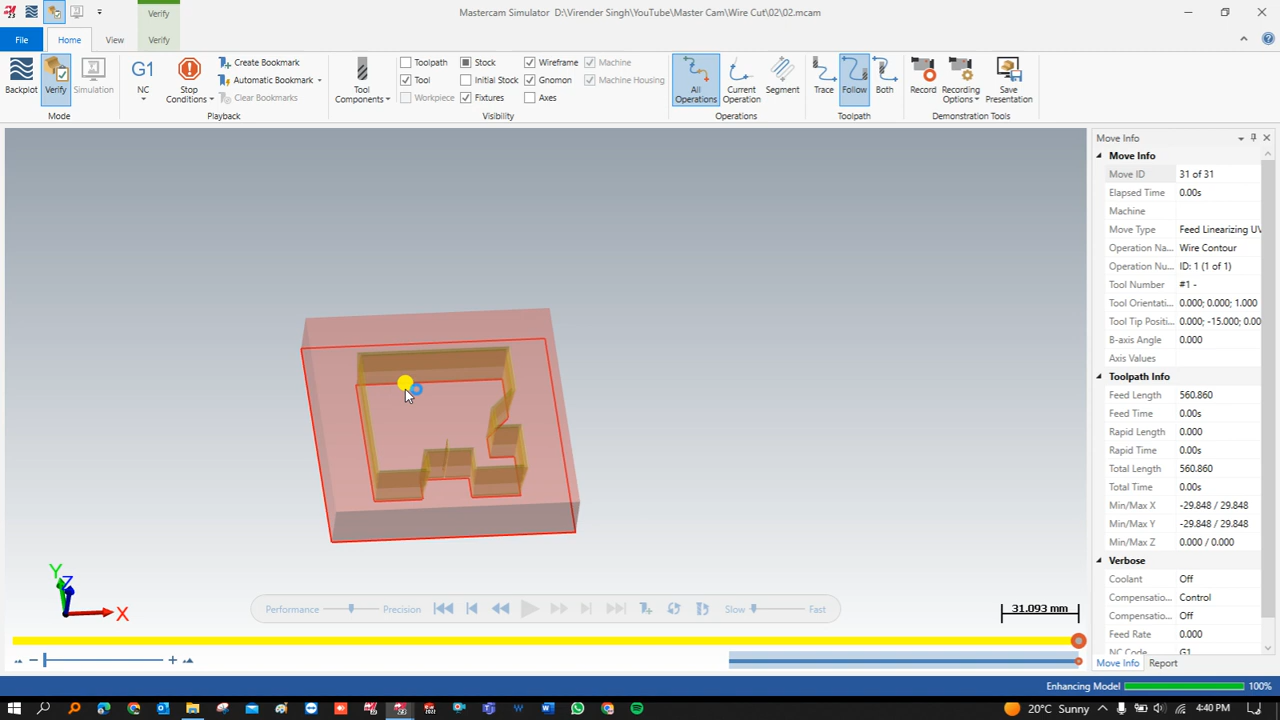 Mastercam Simulator D:\Virender Singh\YouTube\Master Cam\Wire Cut\02\02.mcam
Verify
File Home View Verify
Backplot Verify Simulation
Mode
NC Stop Conditions
Create Bookmark
Automatic Bookmark
Clear Bookmarks
Playback
Tool Components
Toolpath Stock Wireframe Machine
Tool Initial Stock Gnomon Machine Housing
Workpiece Fixtures Axes
Visibility
All Operations Current Operation Segment
Operations
Trace Follow Both
Toolpath
Record Recording Options Save Presentation
Demonstration Tools
Move Info
Move Info
Move ID 31 of 31
Elapsed Time 0.00s
Machine
Move Type Feed Linearizing UV
Operation Na... Wire Contour
Operation Nu... ID: 1 (1 of 1)
Tool Number #1 -
Tool Orientati... 0.000; 0.000; 1.000
Tool Tip Positi... 0.000; -15.000; 0.00
B-axis Angle 0.000
Axis Values
Toolpath Info
Feed Length 560.860
Feed Time 0.00s
Rapid Length 0.000
Rapid Time 0.00s
Total Length 560.860
Total Time 0.00s
Min/Max X -29.848 / 29.848
Min/Max Y -29.848 / 29.848
Min/Max Z 0.000 / 0.000
Verbose
Coolant Off
Compensatio... Control
Compensatio... Off
Feed Rate 0.000
NC Code G1
Move Info Report
Y
Z
X
Performance Precision Slow Fast
31.093 mm
Enhancing Model 100%
20°C Sunny ENG 4:40 PM